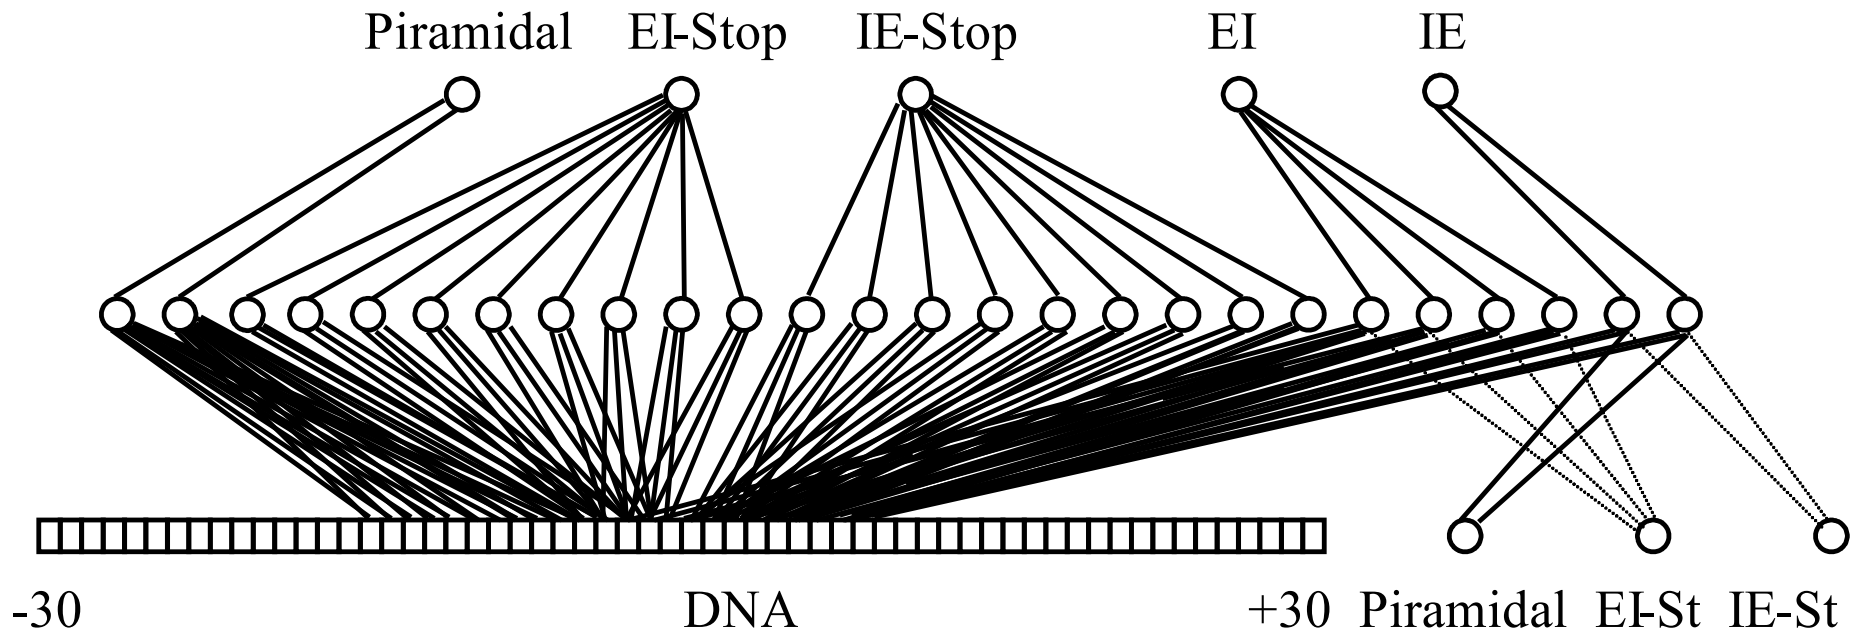 Piramidal EI-Stop IE-Stop EI IE
-30 DNA +30 Piramidal EI-St IE-St